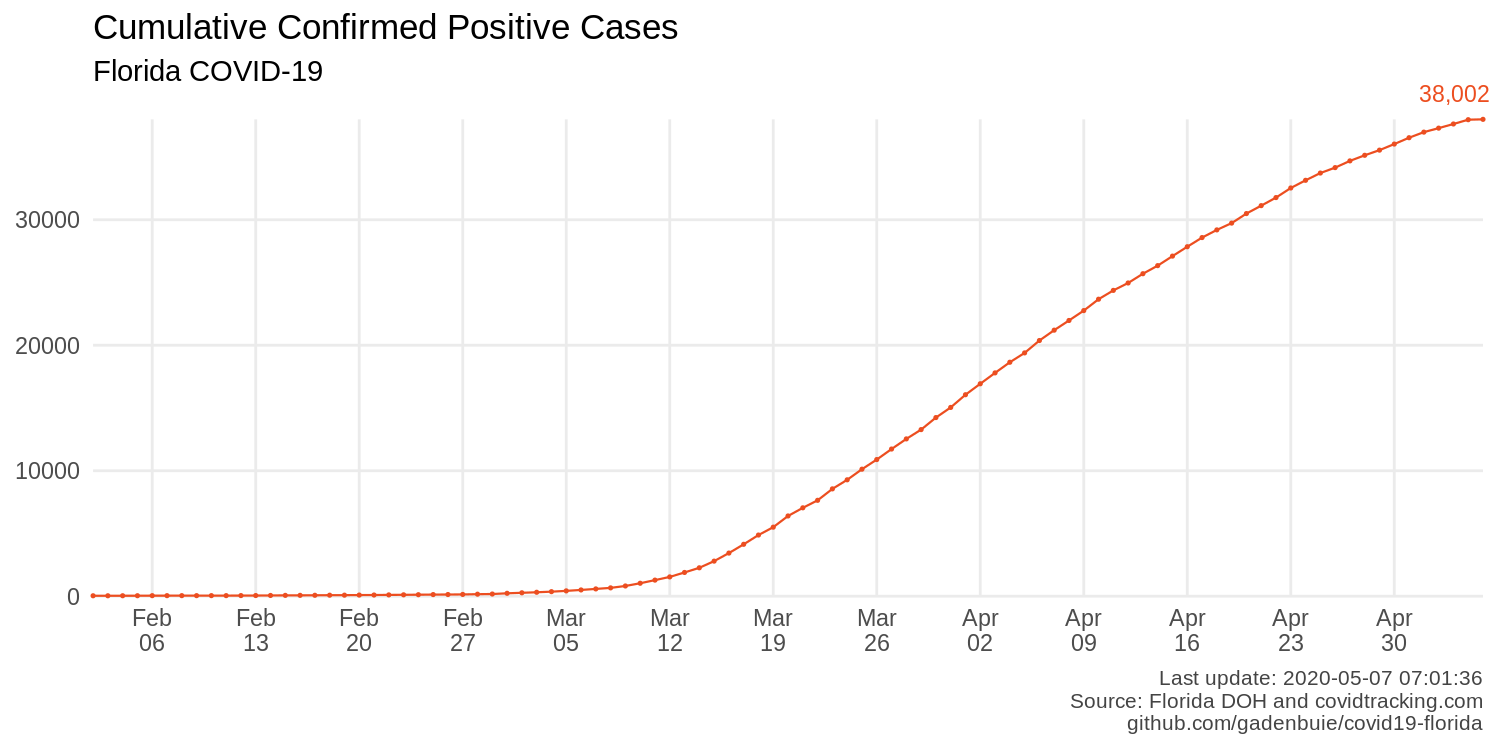 Cumulative Confirmed Positive Cases
Florida COVID-19
38,002
30000
20000
10000
0
Feb Feb Feb Feb Mar Mar Mar Mar Apr Apr Apr Apr Apr
06 13 20 27 05 12 19 26 02 09 16 23 30
Last update: 2020-05-07 07:01:36
Source: Florida DOH and covidtracking.com
github.com/gadenbuie/covid19-florida